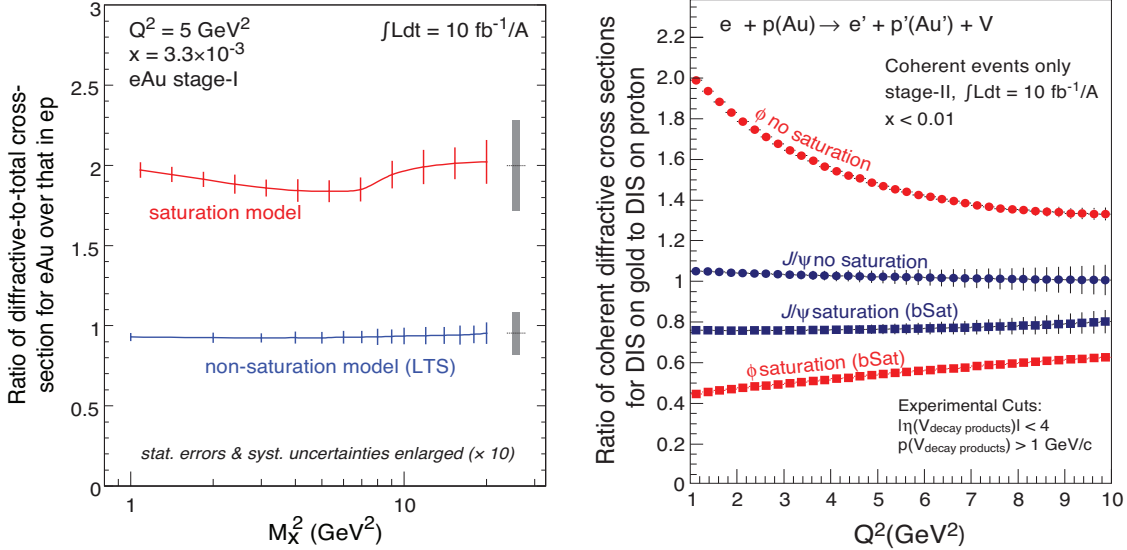 Ratio of diffractive-to-total cross-
section for eAu over that in ep
3
2.5
2
1.5
1
0.5
0
Q² = 5 GeV²
x = 3.3×10⁻³
eAu stage-I
∫Ldt = 10 fb⁻¹/A
saturation model
non-saturation model (LTS)
stat. errors & syst. uncertainties enlarged (× 10)
1
10
Mₓ² (GeV²)
Ratio of coherent diffractive cross sections
for DIS on gold to DIS on proton
2.2
2.0
1.8
1.6
1.4
1.2
1
0.8
0.6
0.4
0.2
0
e + p(Au) → e’ + p’(Au’) + V
Coherent events only
stage-II, ∫Ldt = 10 fb⁻¹/A
x < 0.01
ϕ no saturation
J/ψ no saturation
J/ψ saturation (bSat)
ϕ saturation (bSat)
Experimental Cuts:
|η(V decay products)| < 4
p(V decay products) > 1 GeV/c
1 2 3 4 5 6 7 8 9 10
Q²(GeV²)